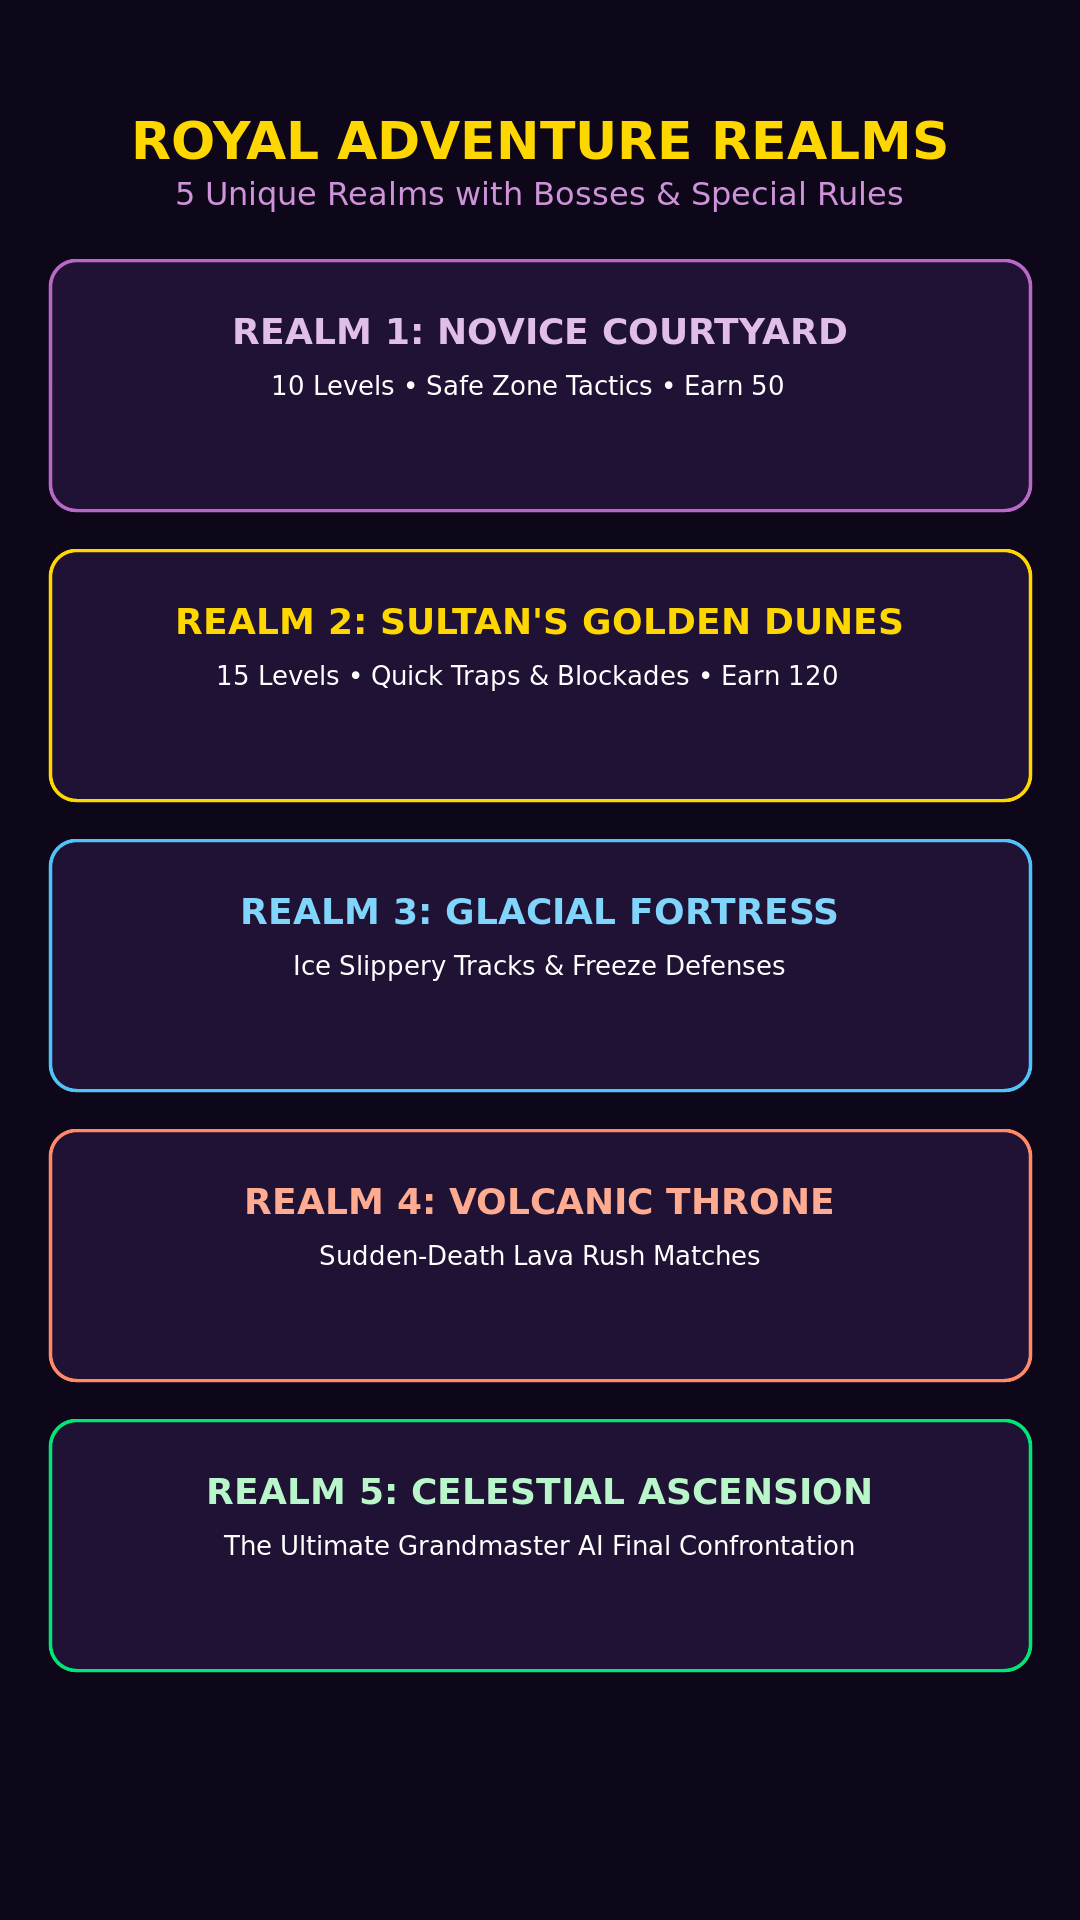 ROYAL ADVENTURE REALMS
5 Unique Realms with Bosses & Special Rules
REALM 1: NOVICE COURTYARD
10 Levels • Safe Zone Tactics • Earn 50
REALM 2: SULTAN'S GOLDEN DUNES
15 Levels • Quick Traps & Blockades • Earn 120
REALM 3: GLACIAL FORTRESS
Ice Slippery Tracks & Freeze Defenses
REALM 4: VOLCANIC THRONE
Sudden-Death Lava Rush Matches
REALM 5: CELESTIAL ASCENSION
The Ultimate Grandmaster AI Final Confrontation